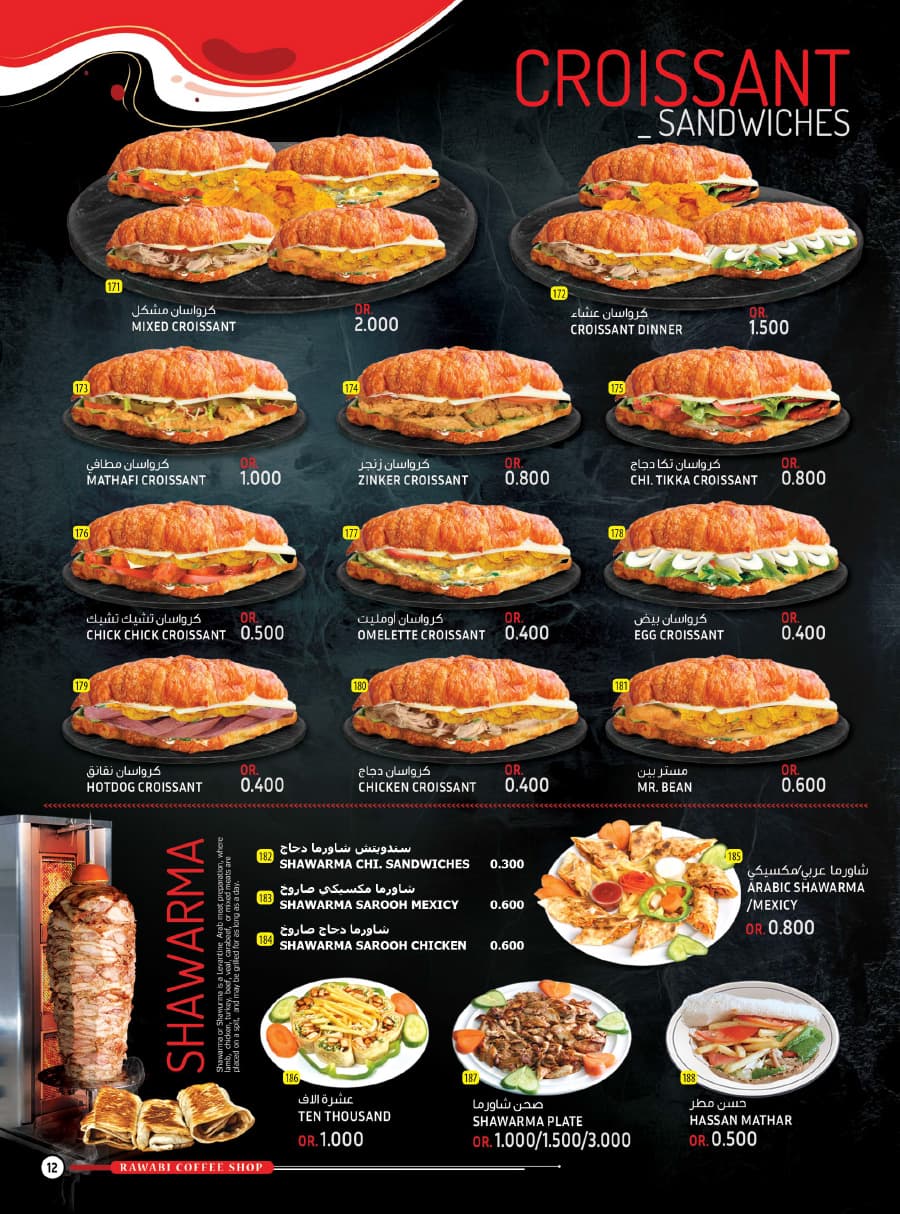 CROISSANT
_ SANDWICHES
171
كرواسان مشكل
MIXED CROISSANT
OR.
2.000
172
كرواسان عشاء
CROISSANT DINNER
OR.
1.500
173
كرواسان مطافي
MATHAFI CROISSANT
OR.
1.000
174
كرواسان زنجر
ZINKER CROISSANT
OR.
0.800
175
كرواسان تكا دجاج
CHI. TIKKA CROISSANT
OR.
0.800
176
كرواسان تشيك تشيك
CHICK CHICK CROISSANT
OR.
0.500
177
كرواسان أومليت
OMELETTE CROISSANT
OR.
0.400
178
كرواسان بيض
EGG CROISSANT
OR.
0.400
179
كرواسان نقانق
HOTDOG CROISSANT
OR.
0.400
180
كرواسان دجاج
CHICKEN CROISSANT
OR.
0.400
181
مستر بين
MR. BEAN
OR.
0.600
SHAWARMA
Shawarma or Shawurma is a Levantine Arab meat preparation, where
lamb, chicken, turkey, beef, veal, carabeef, or mixed meats are
placed on a spit, and may be grilled for as long as a day.
182
سندويتش شاورما دجاج
SHAWARMA CHI. SANDWICHES 0.300
183
شاورما مكسيكي صاروخ
SHAWARMA SAROOH MEXICY 0.600
184
شاورما دجاج صاروخ
SHAWARMA SAROOH CHICKEN 0.600
185
شاورما عربي/مكسيكي
ARABIC SHAWARMA
/MEXICY
OR. 0.800
186
عشرة الاف
TEN THOUSAND
OR. 1.000
187
صحن شاورما
SHAWARMA PLATE
OR. 1.000/1.500/3.000
188
حسن مطر
HASSAN MATHAR
OR. 0.500
12
RAWABI COFFEE SHOP